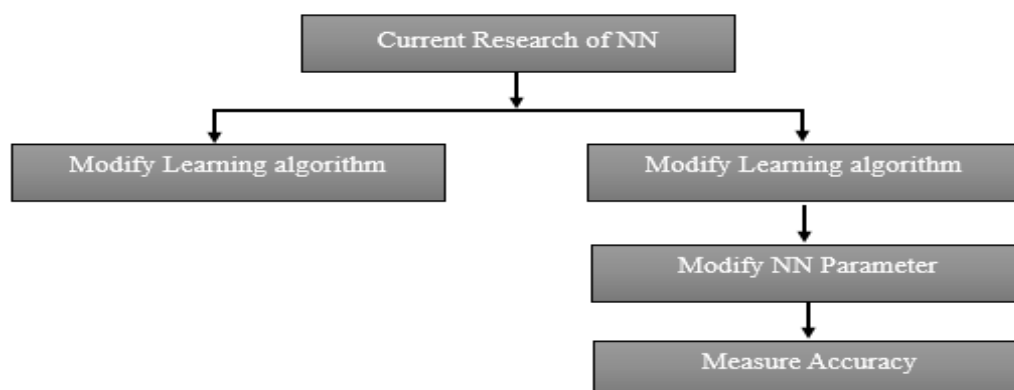 Current Research of NN
Modify Learning algorithm
Modify Learning algorithm
Modify NN Parameter
Measure Accuracy